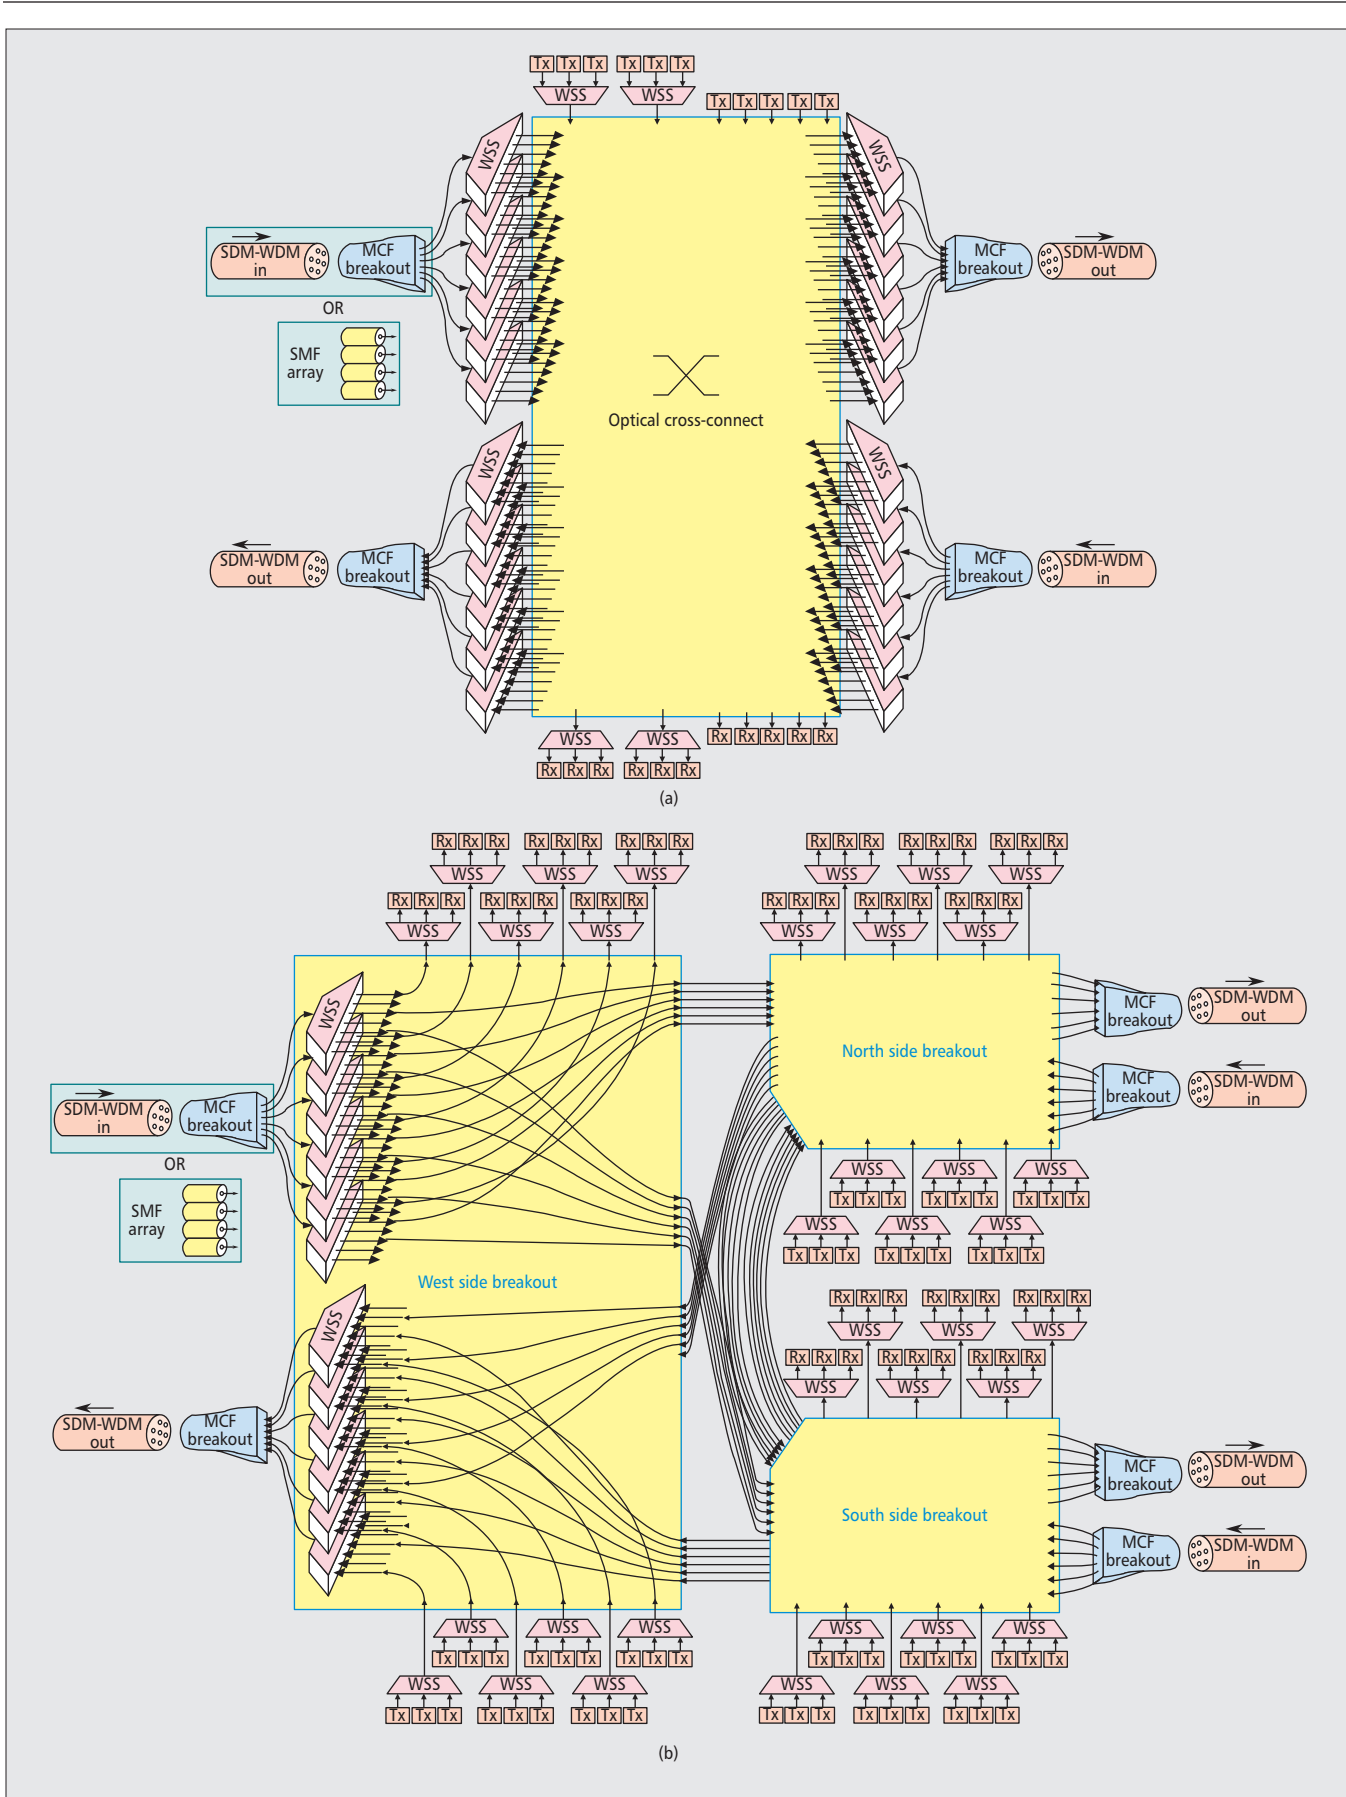 Tx Tx Tx Tx Tx Tx
WSS WSS
Tx Tx Tx Tx Tx
WSS WSS
SDM-WDM
in
MCF
breakout
MCF
breakout
SDM-WDM
out
OR
SMF
array
Optical cross-connect
WSS WSS
SDM-WDM
out
MCF
breakout
MCF
breakout
SDM-WDM
in
WSS WSS
Rx Rx Rx Rx Rx
Rx Rx Rx Rx Rx Rx
(a)
Rx Rx Rx Rx Rx Rx Rx Rx Rx
WSS WSS WSS
Rx Rx Rx Rx Rx Rx Rx Rx Rx
WSS WSS WSS
Rx Rx Rx Rx Rx Rx Rx Rx Rx
WSS WSS WSS
Rx Rx Rx Rx Rx Rx Rx Rx Rx
WSS WSS WSS
WSS
SDM-WDM
in
MCF
breakout
OR
SMF
array
West side breakout
WSS
SDM-WDM
out
MCF
breakout
North side breakout
MCF
breakout
SDM-WDM
out
MCF
breakout
SDM-WDM
in
WSS WSS WSS
Tx Tx Tx Tx Tx Tx Tx Tx Tx
WSS WSS WSS
Tx Tx Tx Tx Tx Tx Tx Tx Tx
Rx Rx Rx Rx Rx Rx Rx Rx Rx
WSS WSS WSS
Rx Rx Rx Rx Rx Rx Rx Rx Rx
WSS WSS WSS
South side breakout
MCF
breakout
SDM-WDM
out
MCF
breakout
SDM-WDM
in
WSS WSS WSS
Tx Tx Tx Tx Tx Tx Tx Tx Tx
WSS WSS WSS
Tx Tx Tx Tx Tx Tx Tx Tx Tx
WSS WSS WSS
Tx Tx Tx Tx Tx Tx Tx Tx Tx
WSS WSS WSS
Tx Tx Tx Tx Tx Tx Tx Tx Tx
(b)